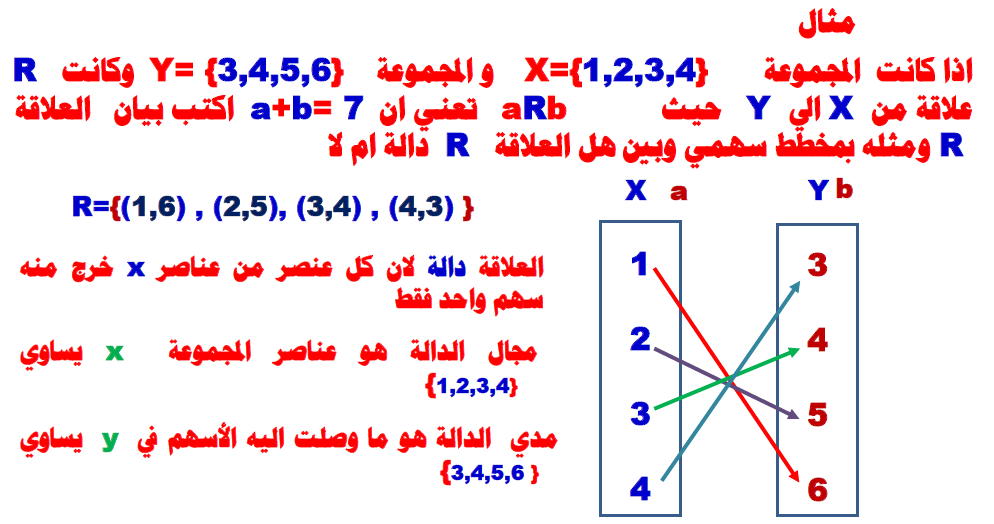 مثال
اذا كانت المجموعة X={1,2,3,4} و المجموعة Y= {3,4,5,6} وكانت R
علاقة من X الي Y حيث aRb تعني ان a+b= 7 اكتب بيان العلاقة
R ومثله بمخطط سهمي وبين هل العلاقة R دالة ام لا
X a Y b
R={(1,6) , (2,5), (3,4) , (4,3) }
العلاقة دالة لان كل عنصر من عناصر x خرج منه
سهم واحد فقط
مجال الدالة هو عناصر المجموعة x يساوي
{1,2,3,4}
مدي الدالة هو ما وصلت اليه الأسهم في y يساوي
{3,4,5,6 }
1 3
2 4
3 5
4 6